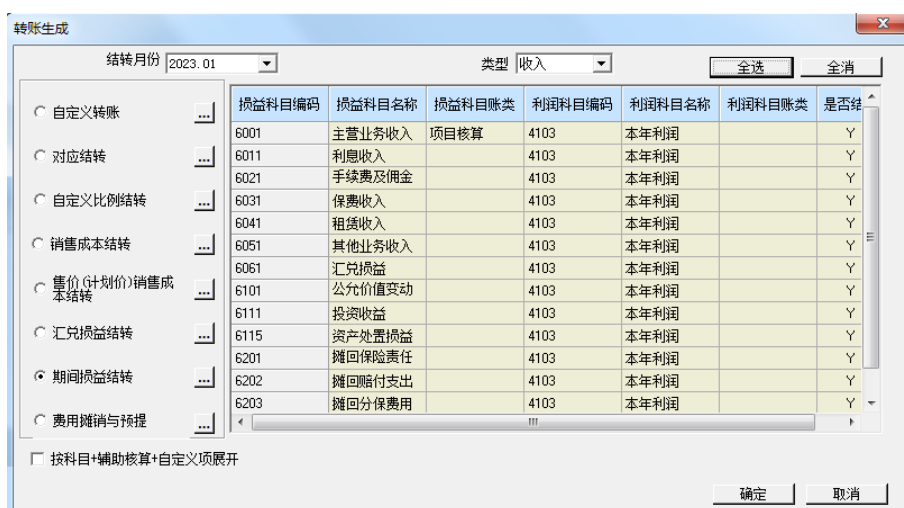 转账生成
结转月份 2023.01 类型 收入 全选 全消
损益科目编码 损益科目名称 损益科目账类 利润科目编码 利润科目名称 利润科目账类 是否结
6001 主营业务收入 项目核算 4103 本年利润 Y
6011 利息收入 4103 本年利润 Y
6021 手续费及佣金 4103 本年利润 Y
6031 保费收入 4103 本年利润 Y
6041 租赁收入 4103 本年利润 Y
6051 其他业务收入 4103 本年利润 Y
6061 汇兑损益 4103 本年利润 Y
6101 公允价值变动 4103 本年利润 Y
6111 投资收益 4103 本年利润 Y
6115 资产处置损益 4103 本年利润 Y
6201 摊回保险责任 4103 本年利润 Y
6202 摊回赔付支出 4103 本年利润 Y
6203 摊回分保费用 4103 本年利润 Y
自定义转账 ...
对应结转 ...
自定义比例结转 ...
销售成本结转 ...
售价(计划价)销售成
本结转 ...
汇兑损益结转 ...
期间损益结转 ...
费用摊销与预提 ...
按科目+辅助核算+自定义项展开
确定 取消